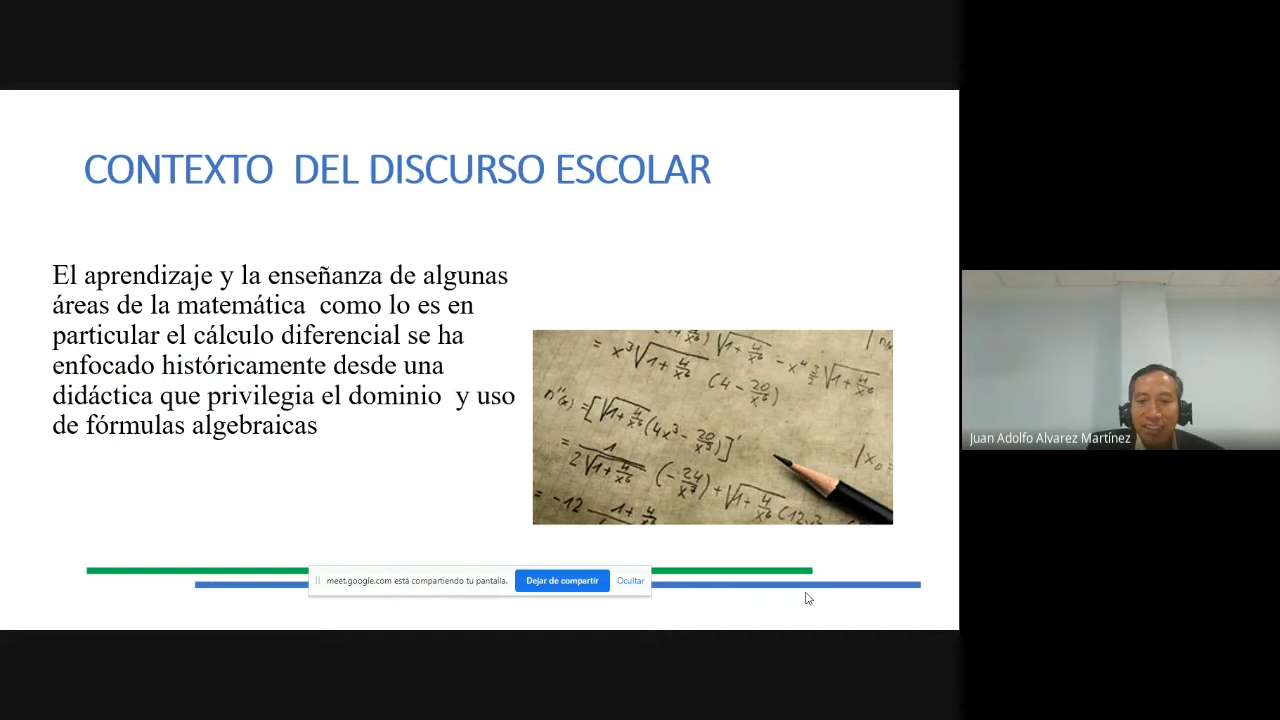 CONTEXTO DEL DISCURSO ESCOLAR
El aprendizaje y la enseñanza de algunas
áreas de la matemática como lo es en
particular el cálculo diferencial se ha
enfocado históricamente desde una
didáctica que privilegia el dominio y uso
de fórmulas algebraicas
meet.google.com está compartiendo tu pantalla.
Dejar de compartir
Ocultar
Juan Adolfo Alvarez Martínez